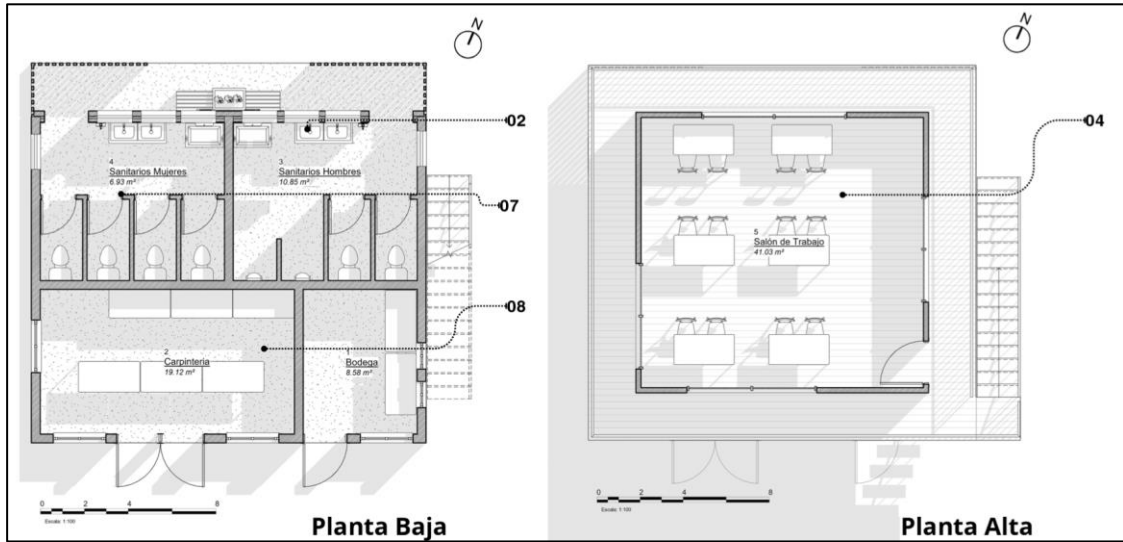 N
02
4
Sanitarios Mujeres
6.93 m²
3
Sanitarios Hombres
10.85 m²
07
08
2
Carpinteria
19.12 m²
1
Bodega
8.58 m²
0 2 4 8
Escala: 1:100
Planta Baja
N
04
5
Salón de Trabajo
41.03 m²
0 2 4 8
Escala: 1:100
Planta Alta